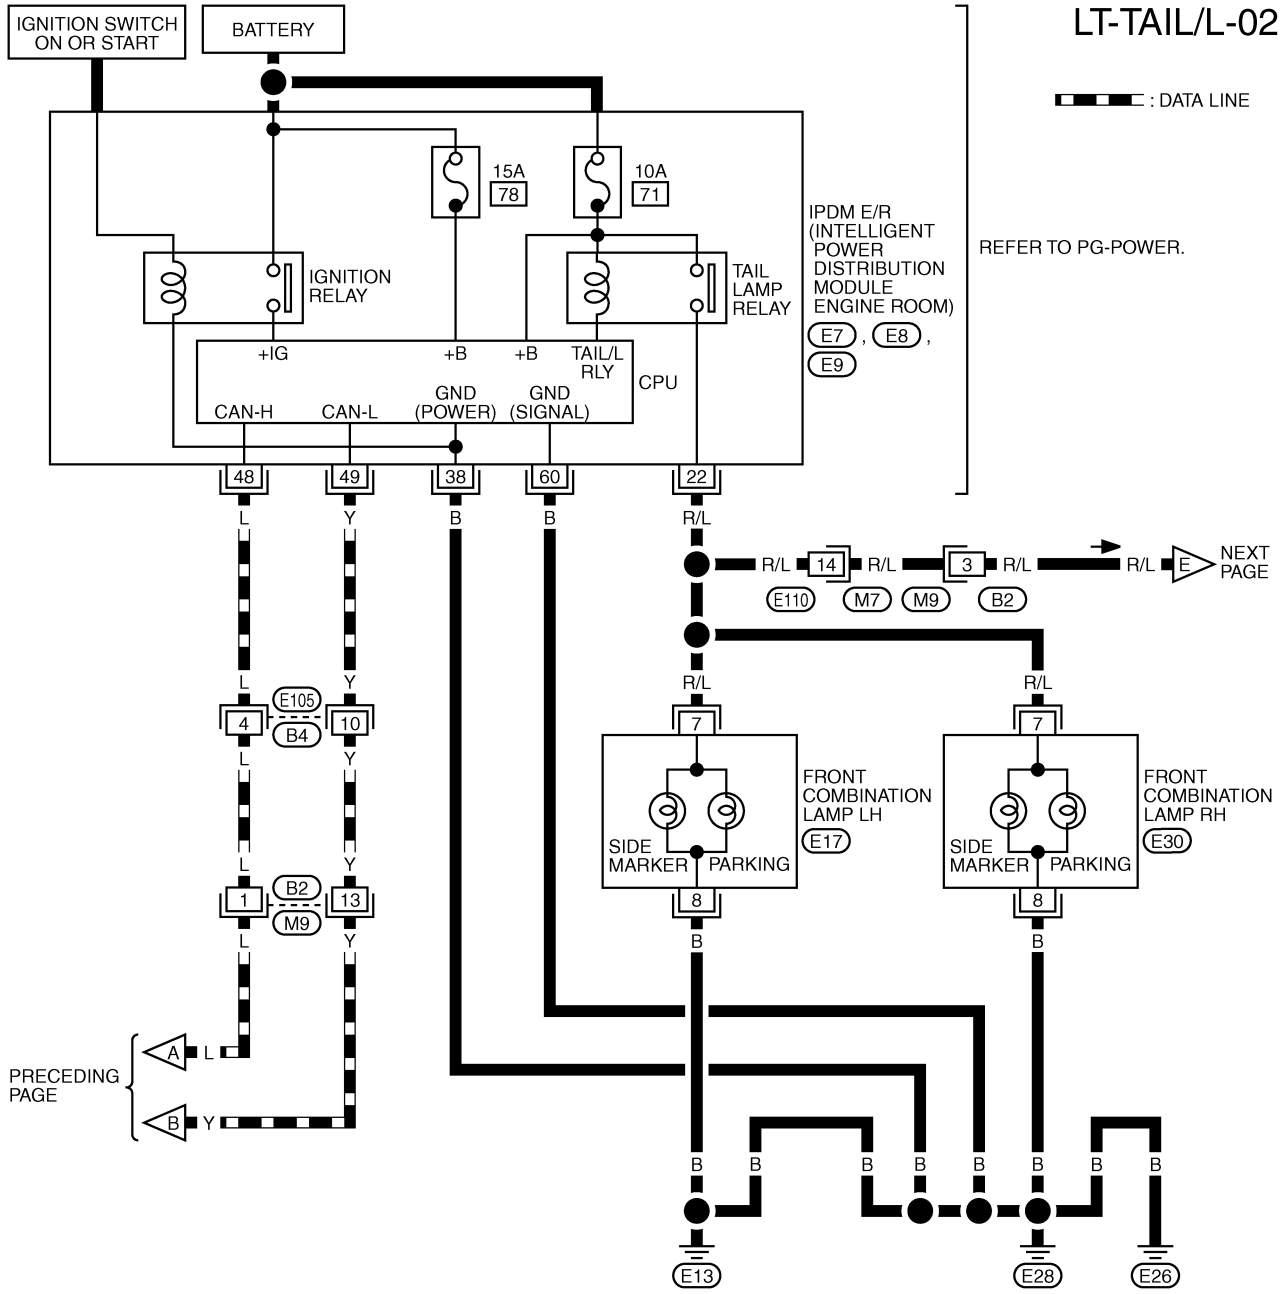 LT-TAIL/L-02
IGNITION SWITCH
ON OR START
BATTERY
: DATA LINE
15A
78
10A
71
IPDM E/R
(INTELLIGENT
POWER
DISTRIBUTION
MODULE
ENGINE ROOM)
E7 , E8 ,
E9
REFER TO PG-POWER.
IGNITION
RELAY
TAIL
LAMP
RELAY
+IG
+B
+B
TAIL/L
RLY
CPU
CAN-H
CAN-L
GND
(POWER)
GND
(SIGNAL)
48
49
38
60
22
L
Y
B
B
R/L
R/L
14
R/L
3
R/L
R/L
E
NEXT
PAGE
E110
M7
M9
B2
L
Y
R/L
R/L
4
E105
B4
10
7
7
L
Y
FRONT
COMBINATION
LAMP LH
E17
FRONT
COMBINATION
LAMP RH
E30
SIDE
MARKER
PARKING
SIDE
MARKER
PARKING
L
Y
1
B2
M9
13
8
8
L
Y
B
B
PRECEDING
PAGE
A
L
B
Y
B
B
B
B
B
B
B
B
E13
E28
E26